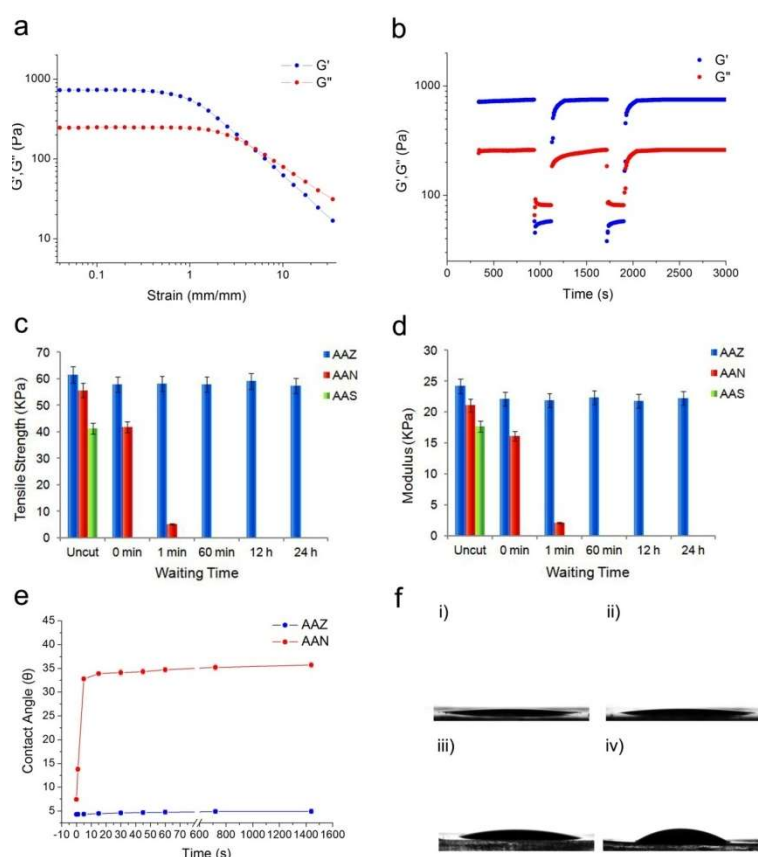 a
G'
G"
1000
100
10
G',G" (Pa)
0.1 1 10
Strain (mm/mm)
b
G'
G"
1000
100
G',G" (Pa)
0 500 1000 1500 2000 2500 3000
Time (s)
c
AAZ
AAN
AAS
70
60
50
40
30
20
10
0
Tensile Strength (KPa)
Uncut 0 min 1 min 60 min 12 h 24 h
Waiting Time
d
AAZ
AAN
AAS
30
25
20
15
10
5
0
Modulus (KPa)
Uncut 0 min 1 min 60 min 12 h 24 h
Waiting Time
e
AAZ
AAN
45
35
25
15
5
Contact Angle (θ)
-10 0 10 20 30 40 50 60 70 600 800 1000 1200 1400 1600
Time (s)
f
i) ii)
iii) iv)